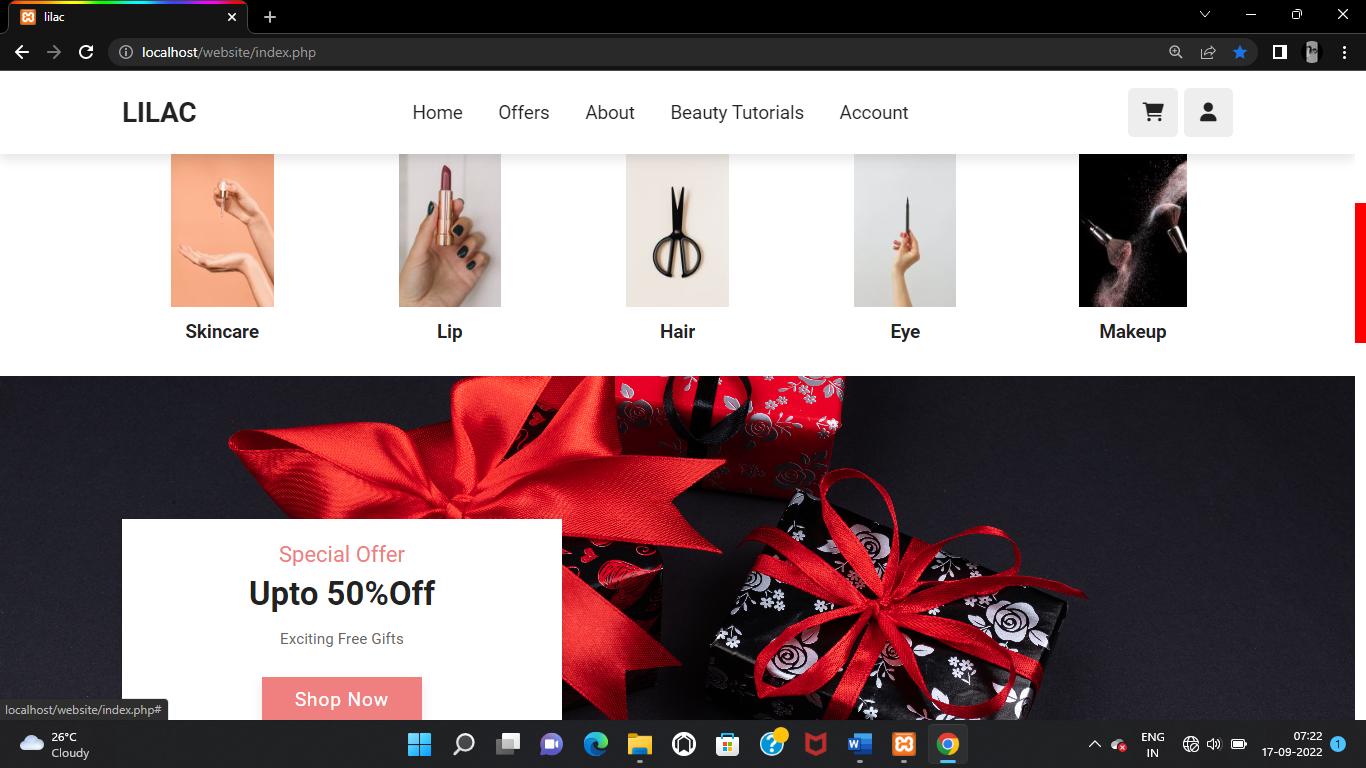 lilac
localhost/website/index.php
LILAC
Home Offers About Beauty Tutorials Account
Skincare Lip Hair Eye Makeup
Special Offer
Upto 50%Off
Exciting Free Gifts
Shop Now
localhost/website/index.php#
26°C
Cloudy
ENG
IN
07:22
17-09-2022
1